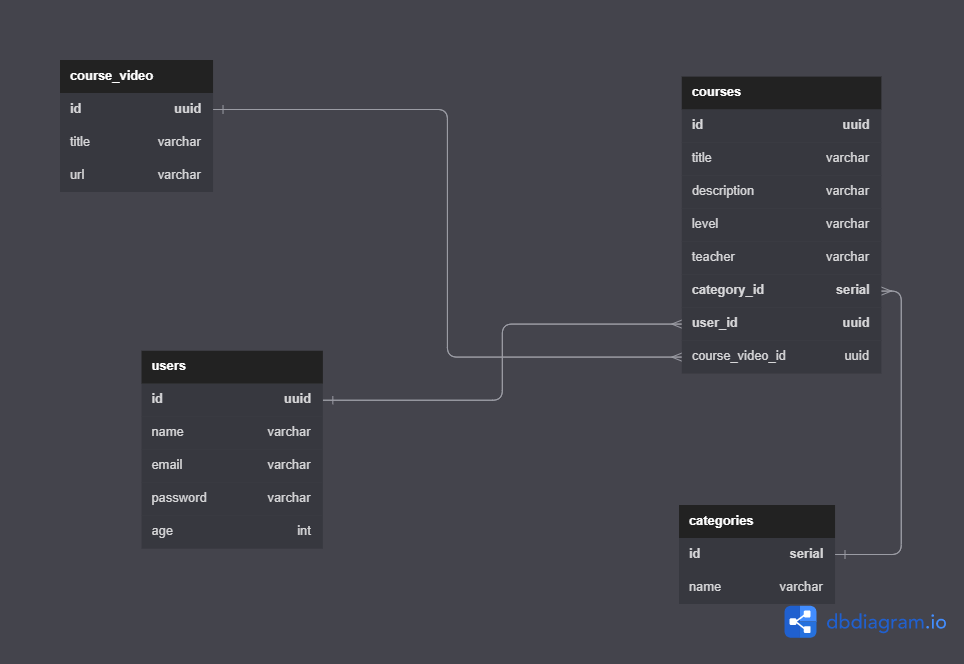 course_video
id uuid
title varchar
url varchar
courses
id uuid
title varchar
description varchar
level varchar
teacher varchar
category_id serial
user_id uuid
course_video_id uuid
users
id uuid
name varchar
email varchar
password varchar
age int
categories
id serial
name varchar
dbdiagram.io